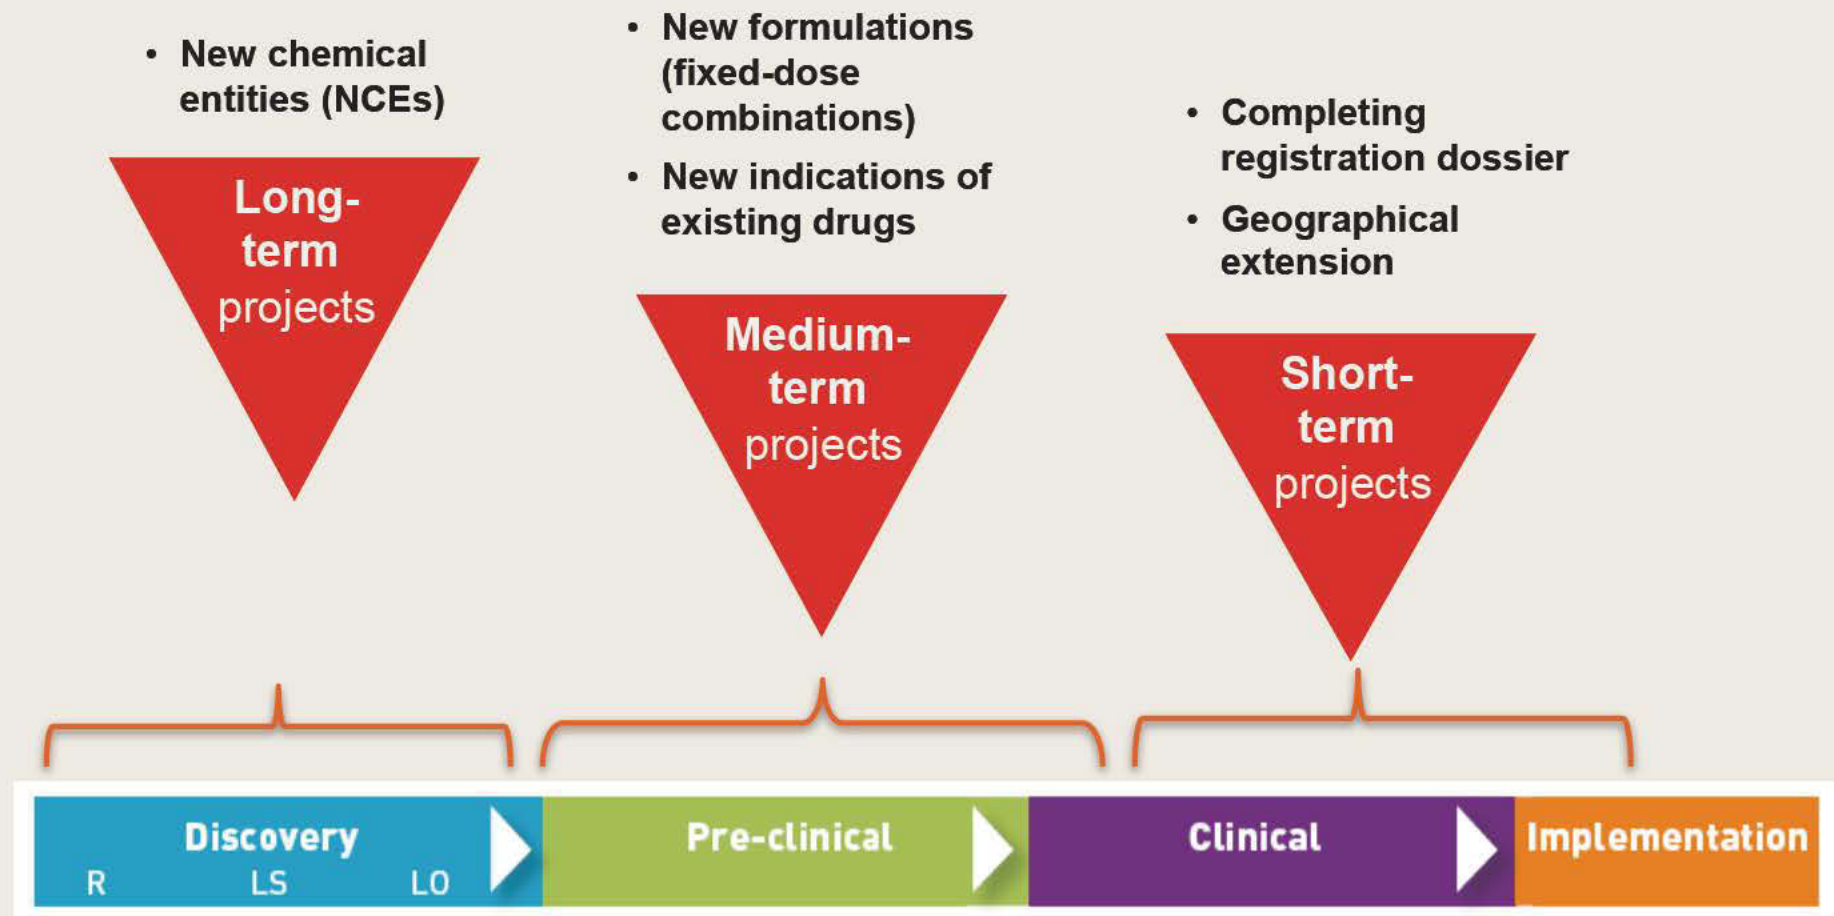 • New chemical
entities (NCEs)
Long-
term
projects
• New formulations
(fixed-dose
combinations)
• New indications of
existing drugs
Medium-
term
projects
• Completing
registration dossier
• Geographical
extension
Short-
term
projects
Discovery
R LS LO
Pre-clinical
Clinical
Implementation